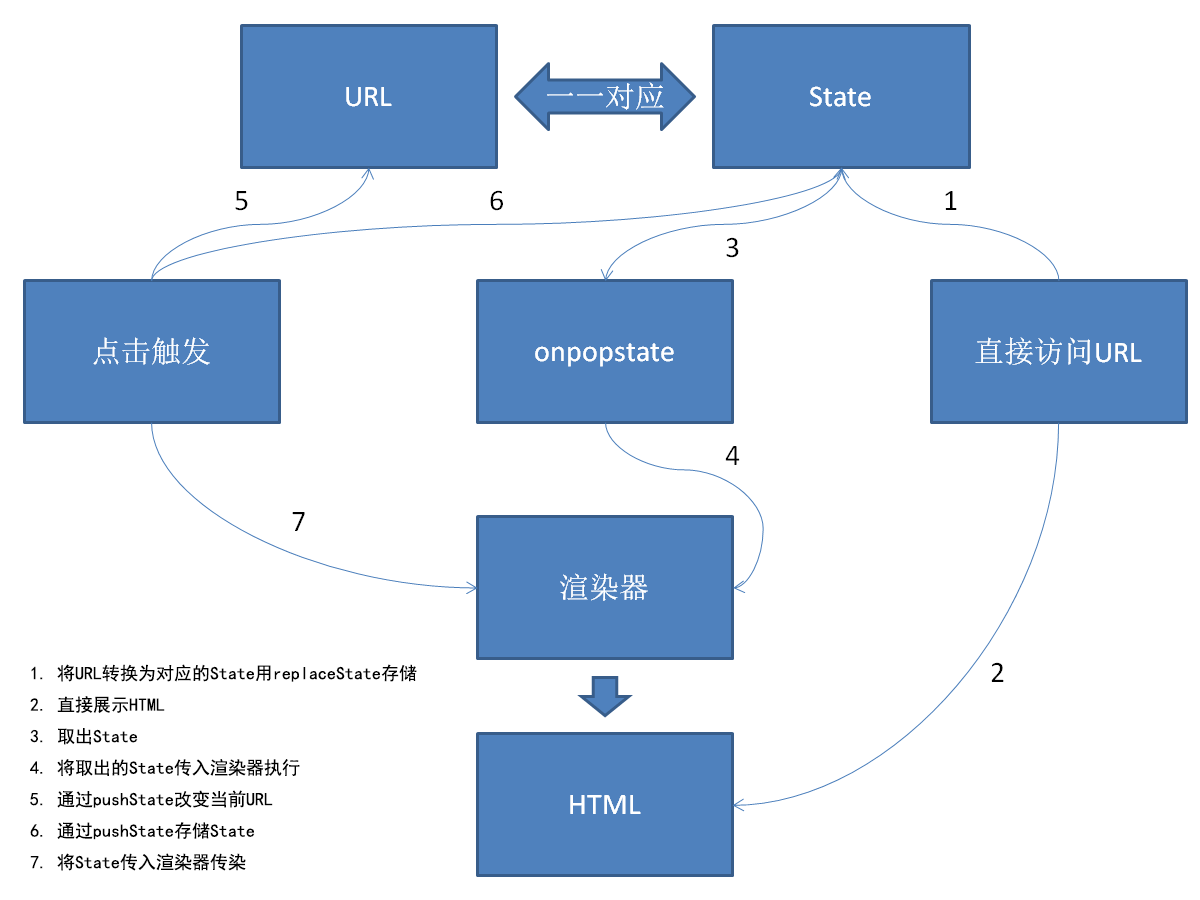 URL
一一对应
State
5
6
1
3
点击触发
onpopstate
直接访问URL
4
7
渲染器
2
HTML
1. 将URL转换为对应的State用replaceState存储
2. 直接展示HTML
3. 取出State
4. 将取出的State传入渲染器执行
5. 通过pushState改变当前URL
6. 通过pushState存储State
7. 将State传入渲染器传染